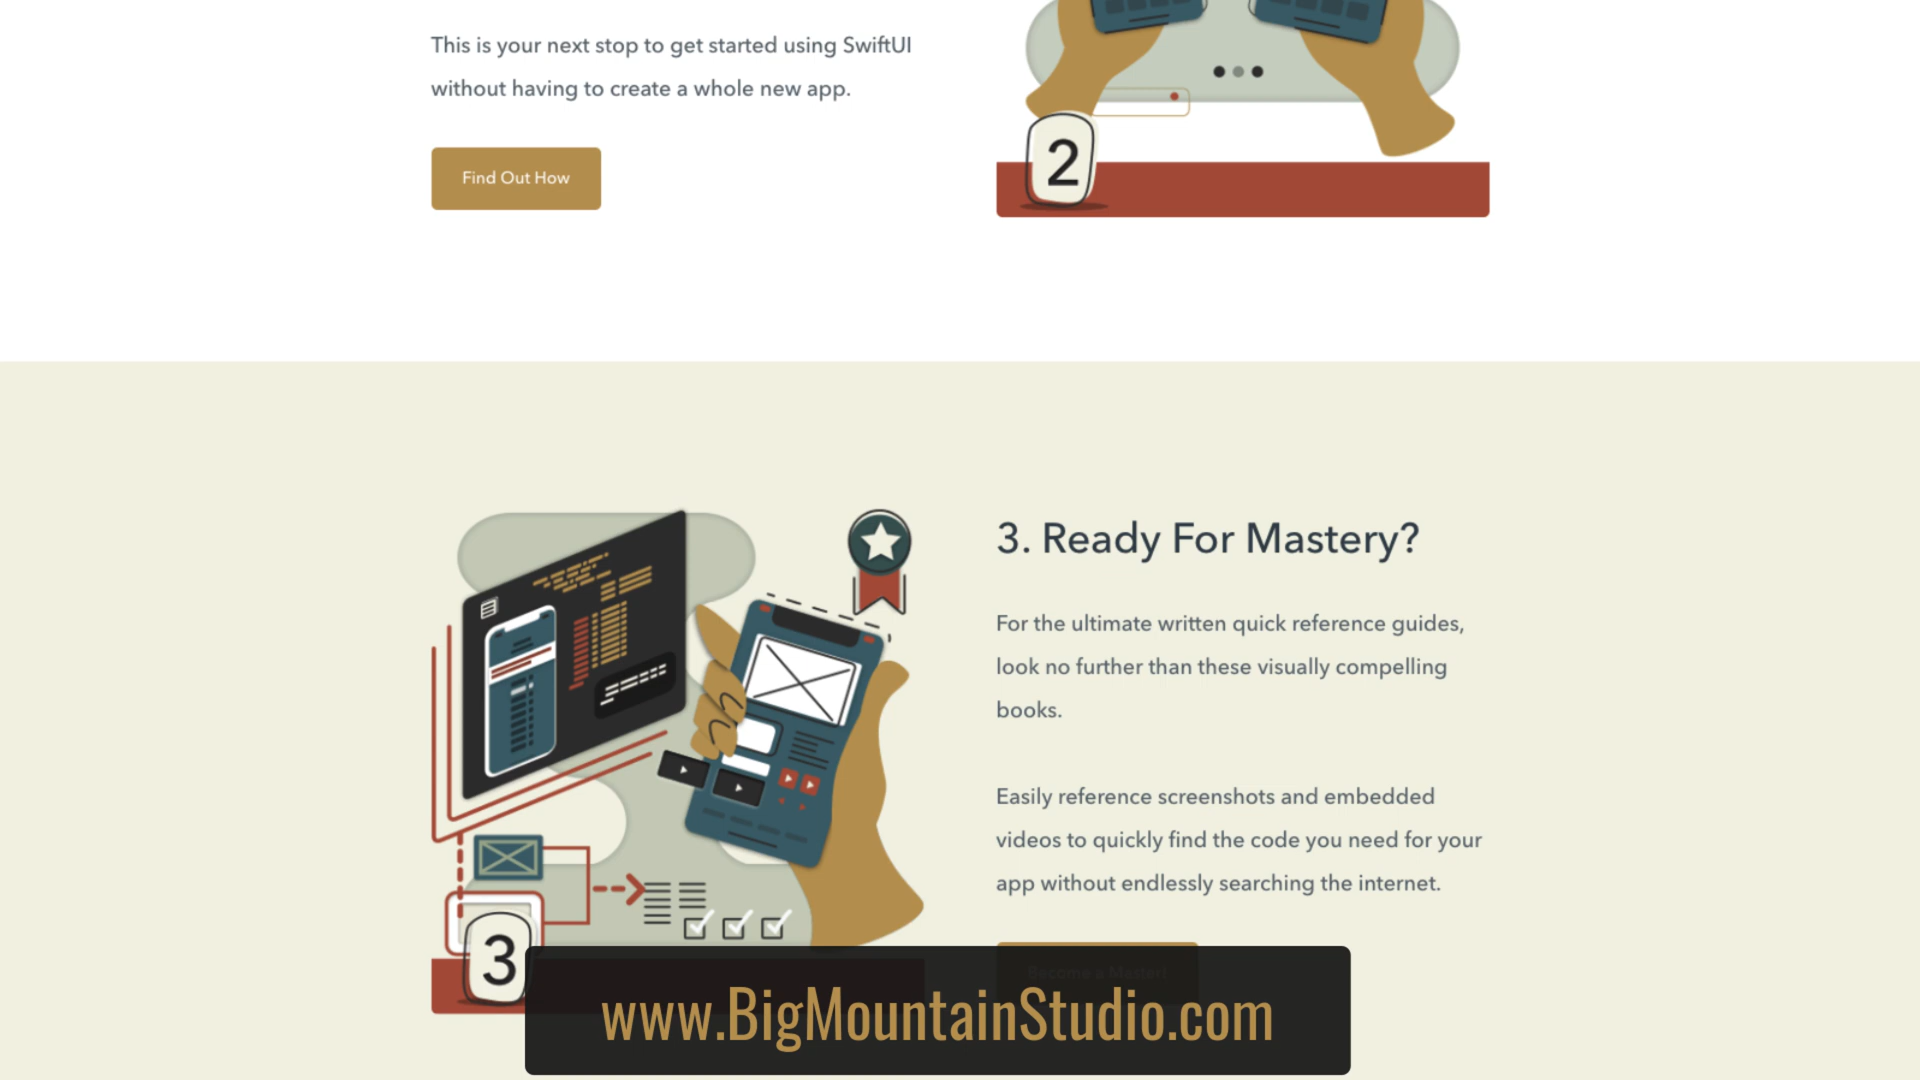 This is your next stop to get started using SwiftUI
without having to create a whole new app.
Find Out How
2
3. Ready For Mastery?
For the ultimate written quick reference guides,
look no further than these visually compelling
books.
Easily reference screenshots and embedded
videos to quickly find the code you need for your
app without endlessly searching the internet.
Become a Master!
3
www.BigMountainStudio.com